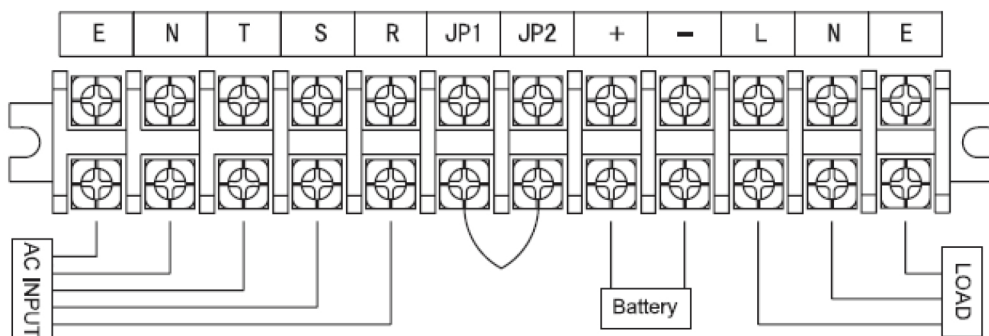 E N T S R JP1 JP2 + - L N E
AC INPUT
Battery
LOAD